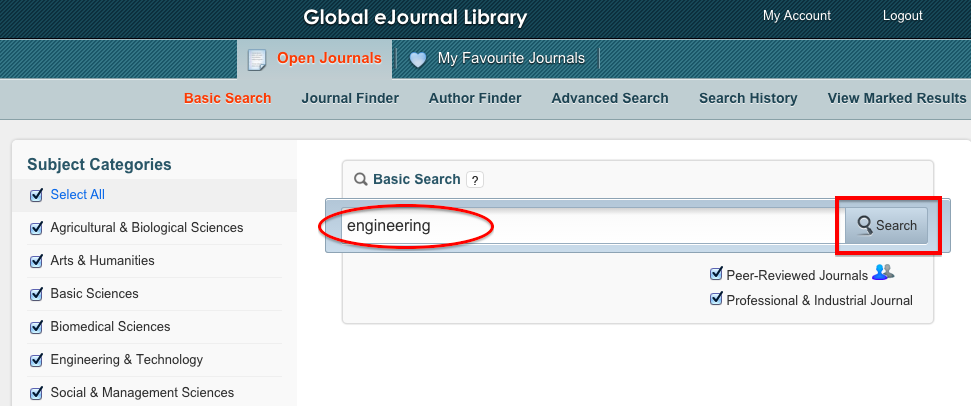 Global eJournal Library
My Account Logout
Open Journals My Favourite Journals
Basic Search Journal Finder Author Finder Advanced Search Search History View Marked Results
Subject Categories
Select All
Agricultural & Biological Sciences
Arts & Humanities
Basic Sciences
Biomedical Sciences
Engineering & Technology
Social & Management Sciences
Basic Search ?
engineering Search
Peer-Reviewed Journals
Professional & Industrial Journal